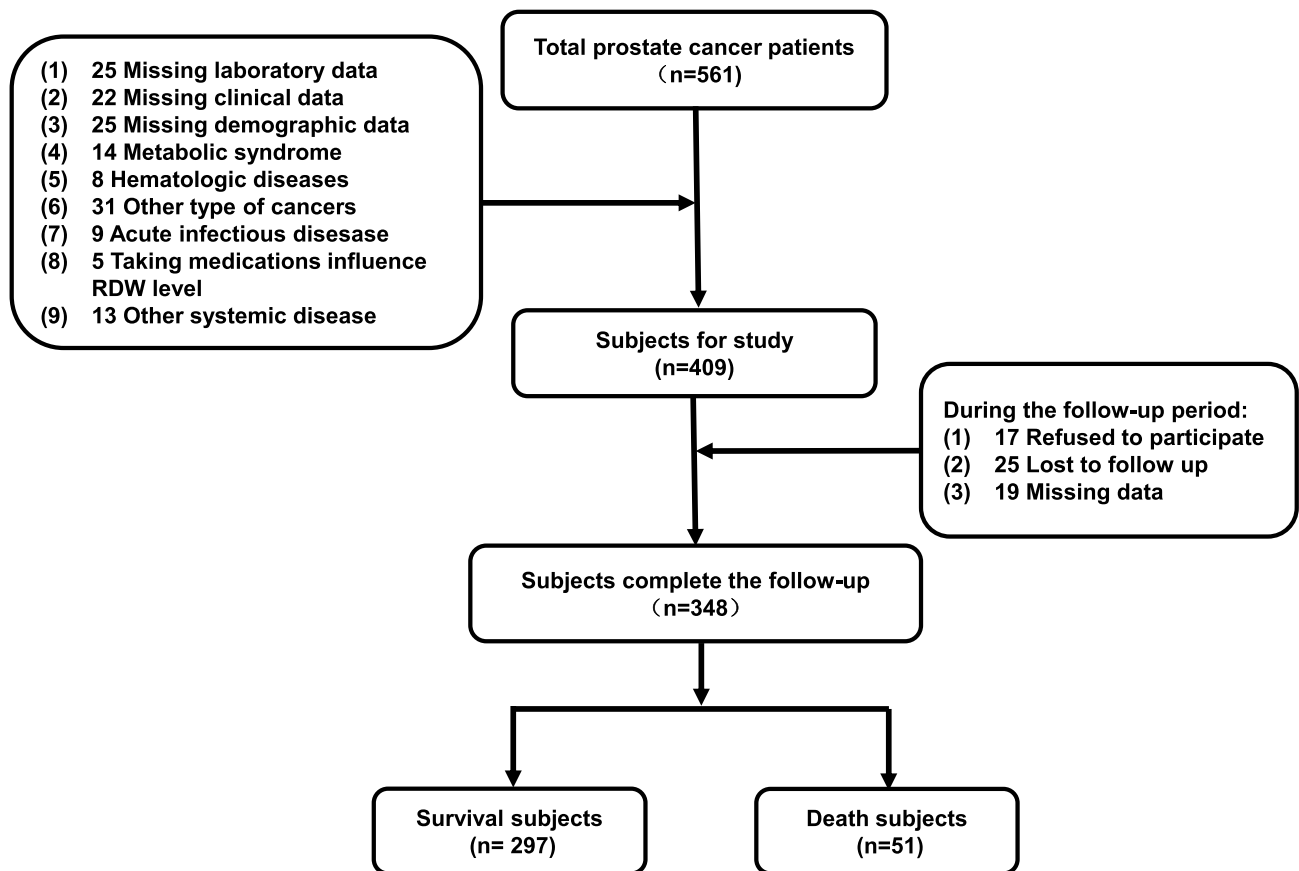 Total prostate cancer patients
（n=561）
(1) 25 Missing laboratory data
(2) 22 Missing clinical data
(3) 25 Missing demographic data
(4) 14 Metabolic syndrome
(5) 8 Hematologic diseases
(6) 31 Other type of cancers
(7) 9 Acute infectious disesase
(8) 5 Taking medications influence
RDW level
(9) 13 Other systemic disease
Subjects for study
(n=409)
During the follow-up period:
(1) 17 Refused to participate
(2) 25 Lost to follow up
(3) 19 Missing data
Subjects complete the follow-up
（n=348）
Survival subjects
(n= 297)
Death subjects
(n=51)